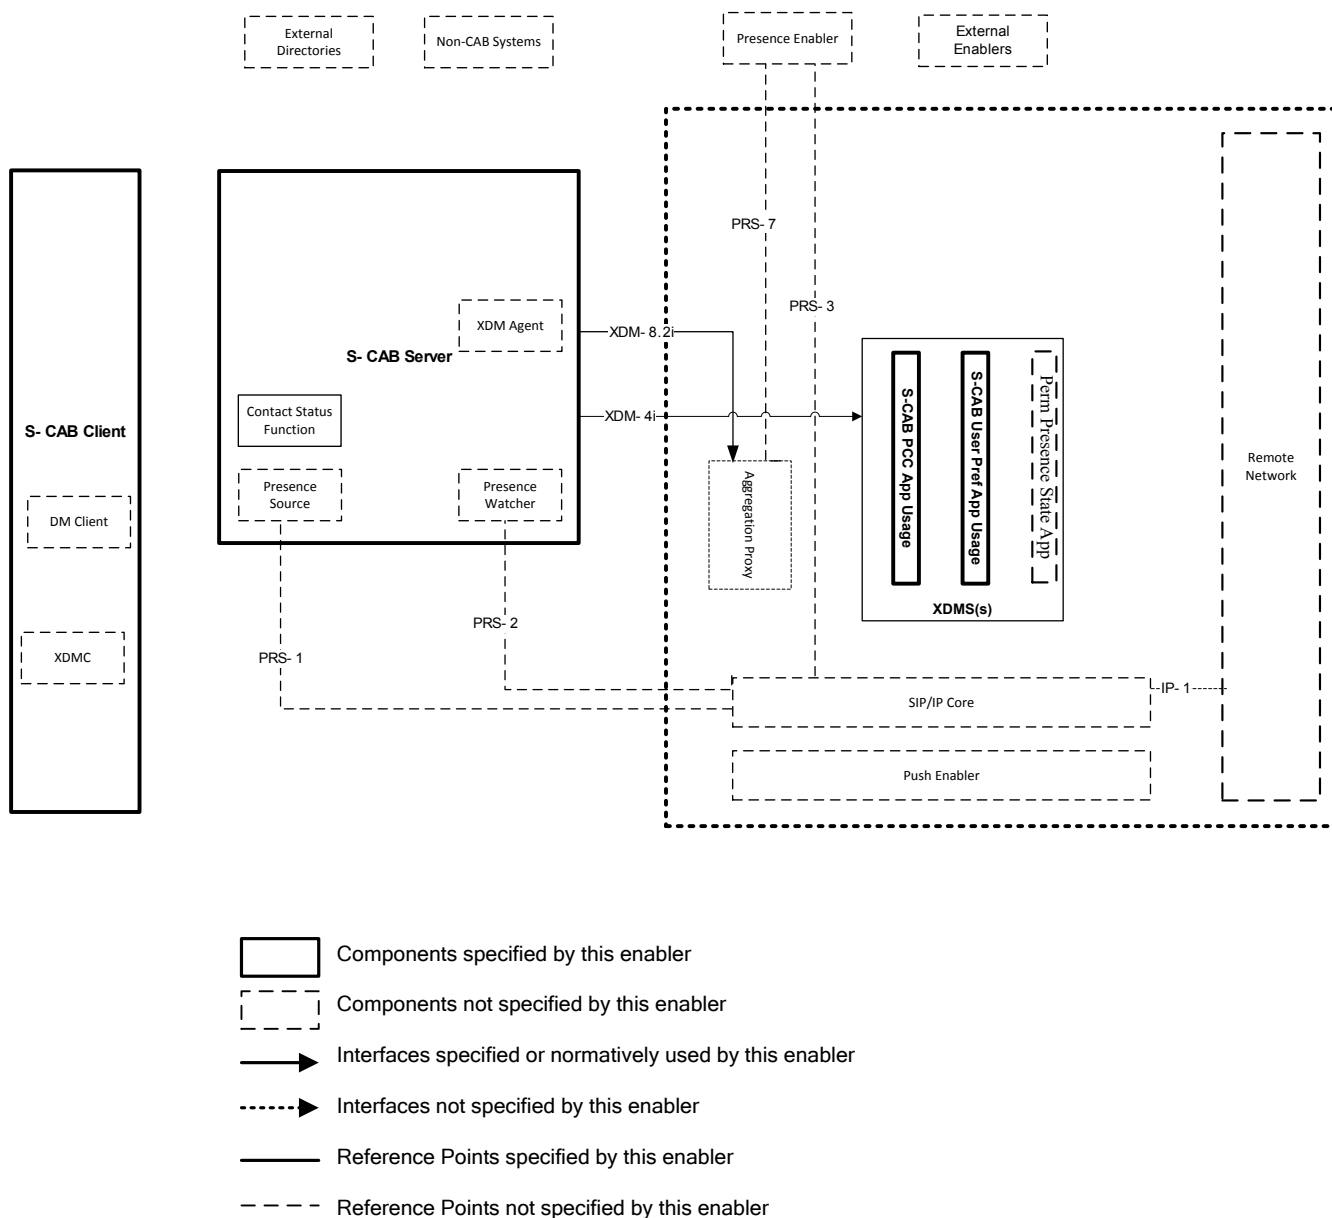 External
Directories
Non-CAB Systems
Presence Enabler
External
Enablers
PRS- 7
PRS- 3
XDM Agent
XDM- 8.2i
S- CAB Server
Contact Status
Function
XDM- 4i
S- CAB Client
Presence
Source
Presence
Watcher
DM Client
XDMC
PRS- 1
PRS- 2
Aggregation Proxy
S-CAB PCC App Usage
S-CAB User Pref App Usage
Perm Presence State App
XDMS(s)
Remote
Network
SIP/IP Core
IP- 1
Push Enabler
Components specified by this enabler
Components not specified by this enabler
Interfaces specified or normatively used by this enabler
Interfaces not specified by this enabler
Reference Points specified by this enabler
Reference Points not specified by this enabler